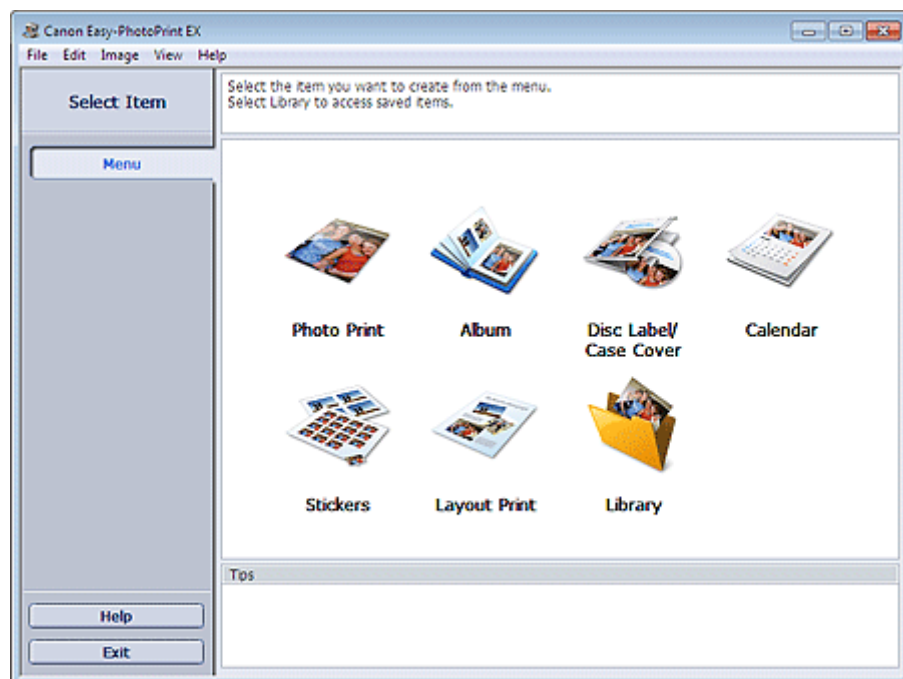 Canon Easy-PhotoPrint EX
File Edit Image View Help
Select Item
Select the item you want to create from the menu.
Select Library to access saved items.
Menu
Photo Print
Album
Disc Label/
Case Cover
Calendar
Stickers
Layout Print
Library
Tips
Help
Exit